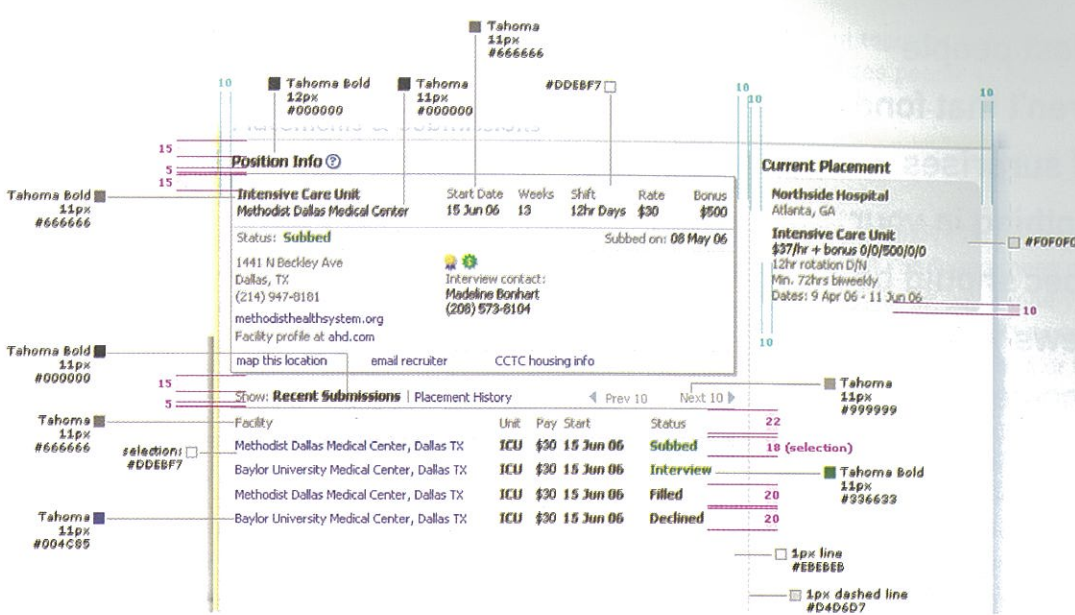 Tahoma
11px
#666666
10
Tahoma Bold
12px
#000000
Tahoma
11px
#000000
#DDEBF7
10
10
10
15
5
15
Position Info ?
Current Placement
Tahoma Bold
11px
#666666
Intensive Care Unit Start Date Weeks Shift Rate Bonus
Methodist Dallas Medical Center 15 Jun 06 13 12hr Days $30 $500
Northside Hospital
Atlanta, GA
Status: Subbed Subbed on: 08 May 06
Intensive Care Unit
$37/hr + bonus 0/0/500/0/0
12hr rotation D/N
Min. 72hrs biweekly
Dates: 9 Apr 06 - 11 Jun 06
#F0F0F0
10
10
1441 N Beckley Ave
Dallas, TX
(214) 947-8181
Interview contact:
Madeline Bonhart
(208) 573-8104
methodisthealthsystem.org
Facility profile at ahd.com
map this location email recruiter CCTC housing info
Tahoma Bold
11px
#000000
15
5
Show: Recent Submissions | Placement History Prev 10 Next 10
Tahoma
11px
#999999
Tahoma
11px
#666666
Facility Unit Pay Start Status
22
selections
#DDEBF7
Methodist Dallas Medical Center, Dallas TX ICU $30 15 Jun 06 Subbed
18 (selection)
Baylor University Medical Center, Dallas TX ICU $30 15 Jun 06 Interview
Tahoma Bold
11px
#336633
Methodist Dallas Medical Center, Dallas TX ICU $30 15 Jun 06 Filled
20
Tahoma
11px
#004C85
Baylor University Medical Center, Dallas TX ICU $30 15 Jun 06 Declined
20
1px line
#EBEBEB
1px dashed line
#D4D6D7